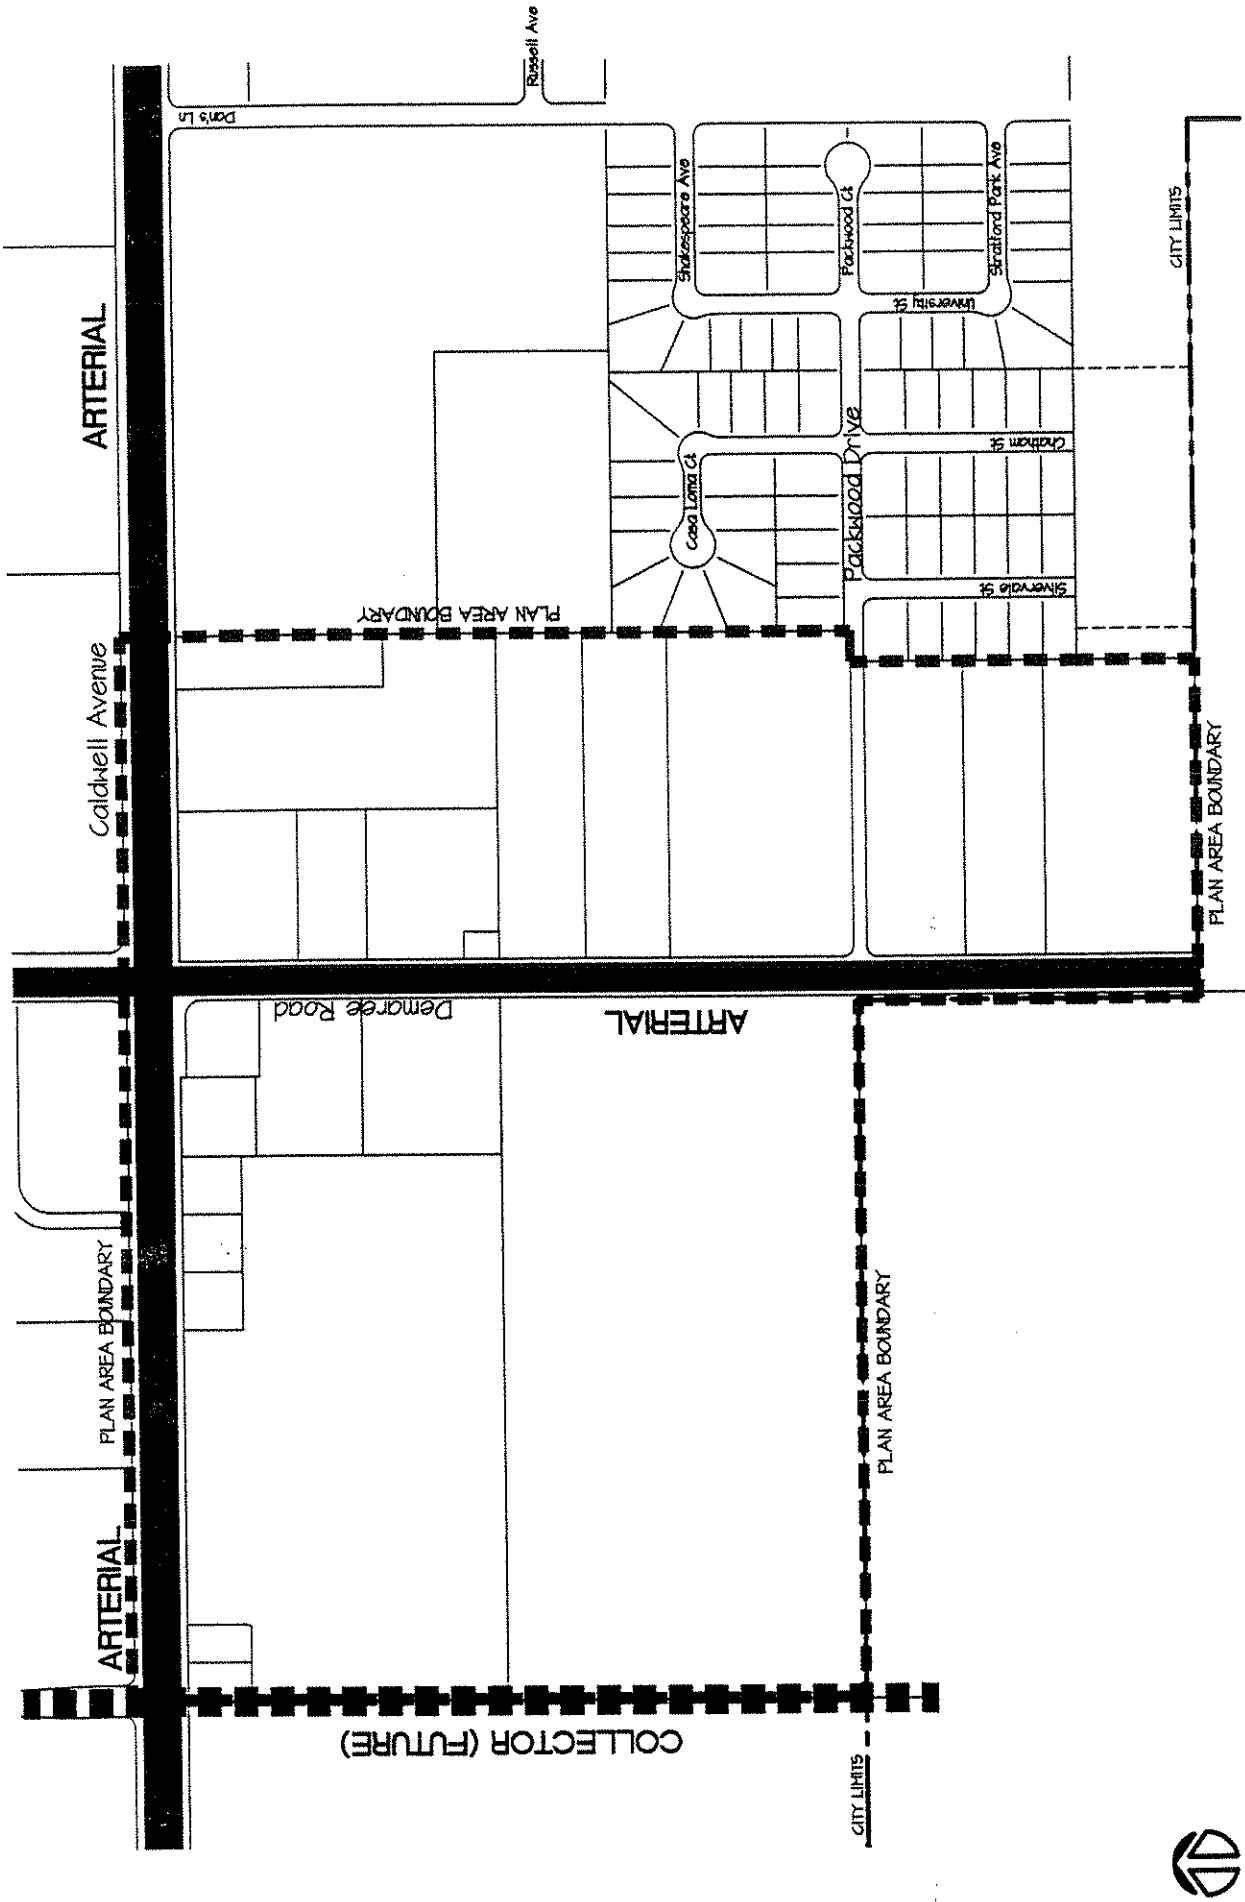 Russell Ave
Don's Ln
ARTERIAL
Shakespeare Ave
Packwood Ct
Stratford Park Ave
CITY LIMITS
University St
Casa Loma Ct
Packwood Drive
Chatham St
Silvervale St
PLAN AREA BOUNDARY
Caldwell Avenue
PLAN AREA BOUNDARY
Demaree Road
ARTERIAL
PLAN AREA BOUNDARY
PLAN AREA BOUNDARY
ARTERIAL
COLLECTOR (FUTURE)
CITY LIMITS